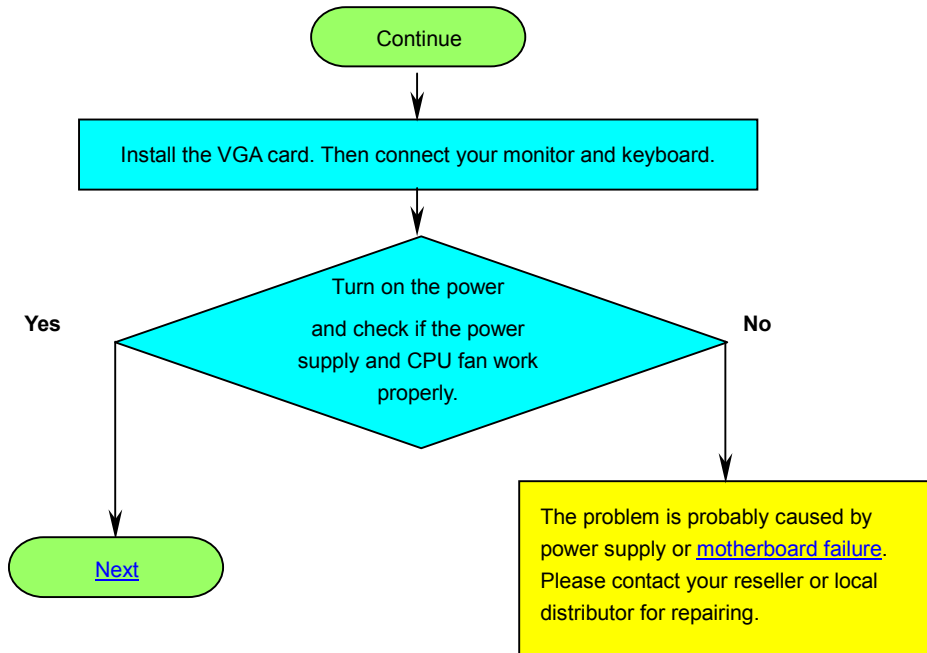 Continue
Install the VGA card. Then connect your monitor and keyboard.
Turn on the power
and check if the power
supply and CPU fan work
properly.
Yes
No
Next
The problem is probably caused by
power supply or motherboard failure.
Please contact your reseller or local
distributor for repairing.